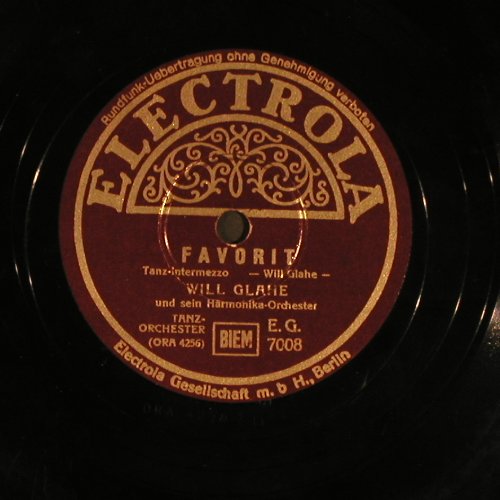 Rundfunk-Uebertragung ohne Genehmigung verboten
ELECTROLA
FAVORIT
Tanz-Intermezzo — Will Glahe —
WILL GLAHE
und sein Harmonika-Orchester
TANZ-
ORCHESTER
(ORA 4256)
BIEM
E.G.
7008
Electrola Gesellschaft m. b H., Berlin